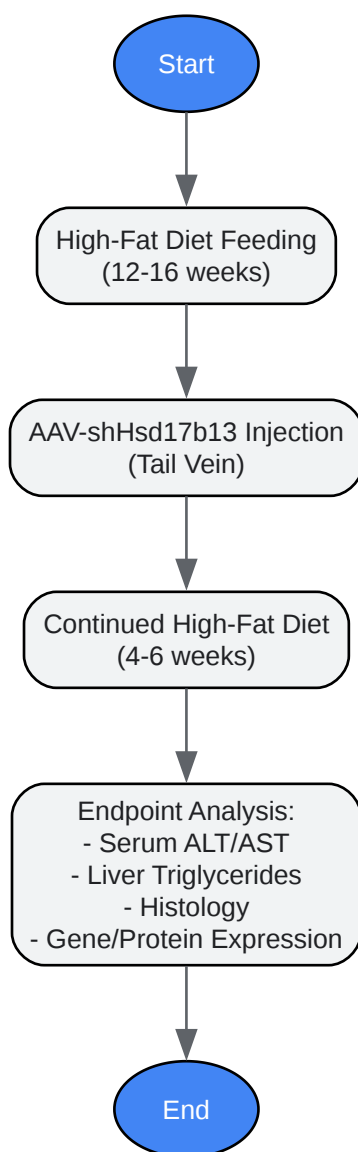 Start
High-Fat Diet Feeding
(12-16 weeks)
AAV-shHsd17b13 Injection
(Tail Vein)
Continued High-Fat Diet
(4-6 weeks)
Endpoint Analysis:
- Serum ALT/AST
- Liver Triglycerides
- Histology
- Gene/Protein Expression
End